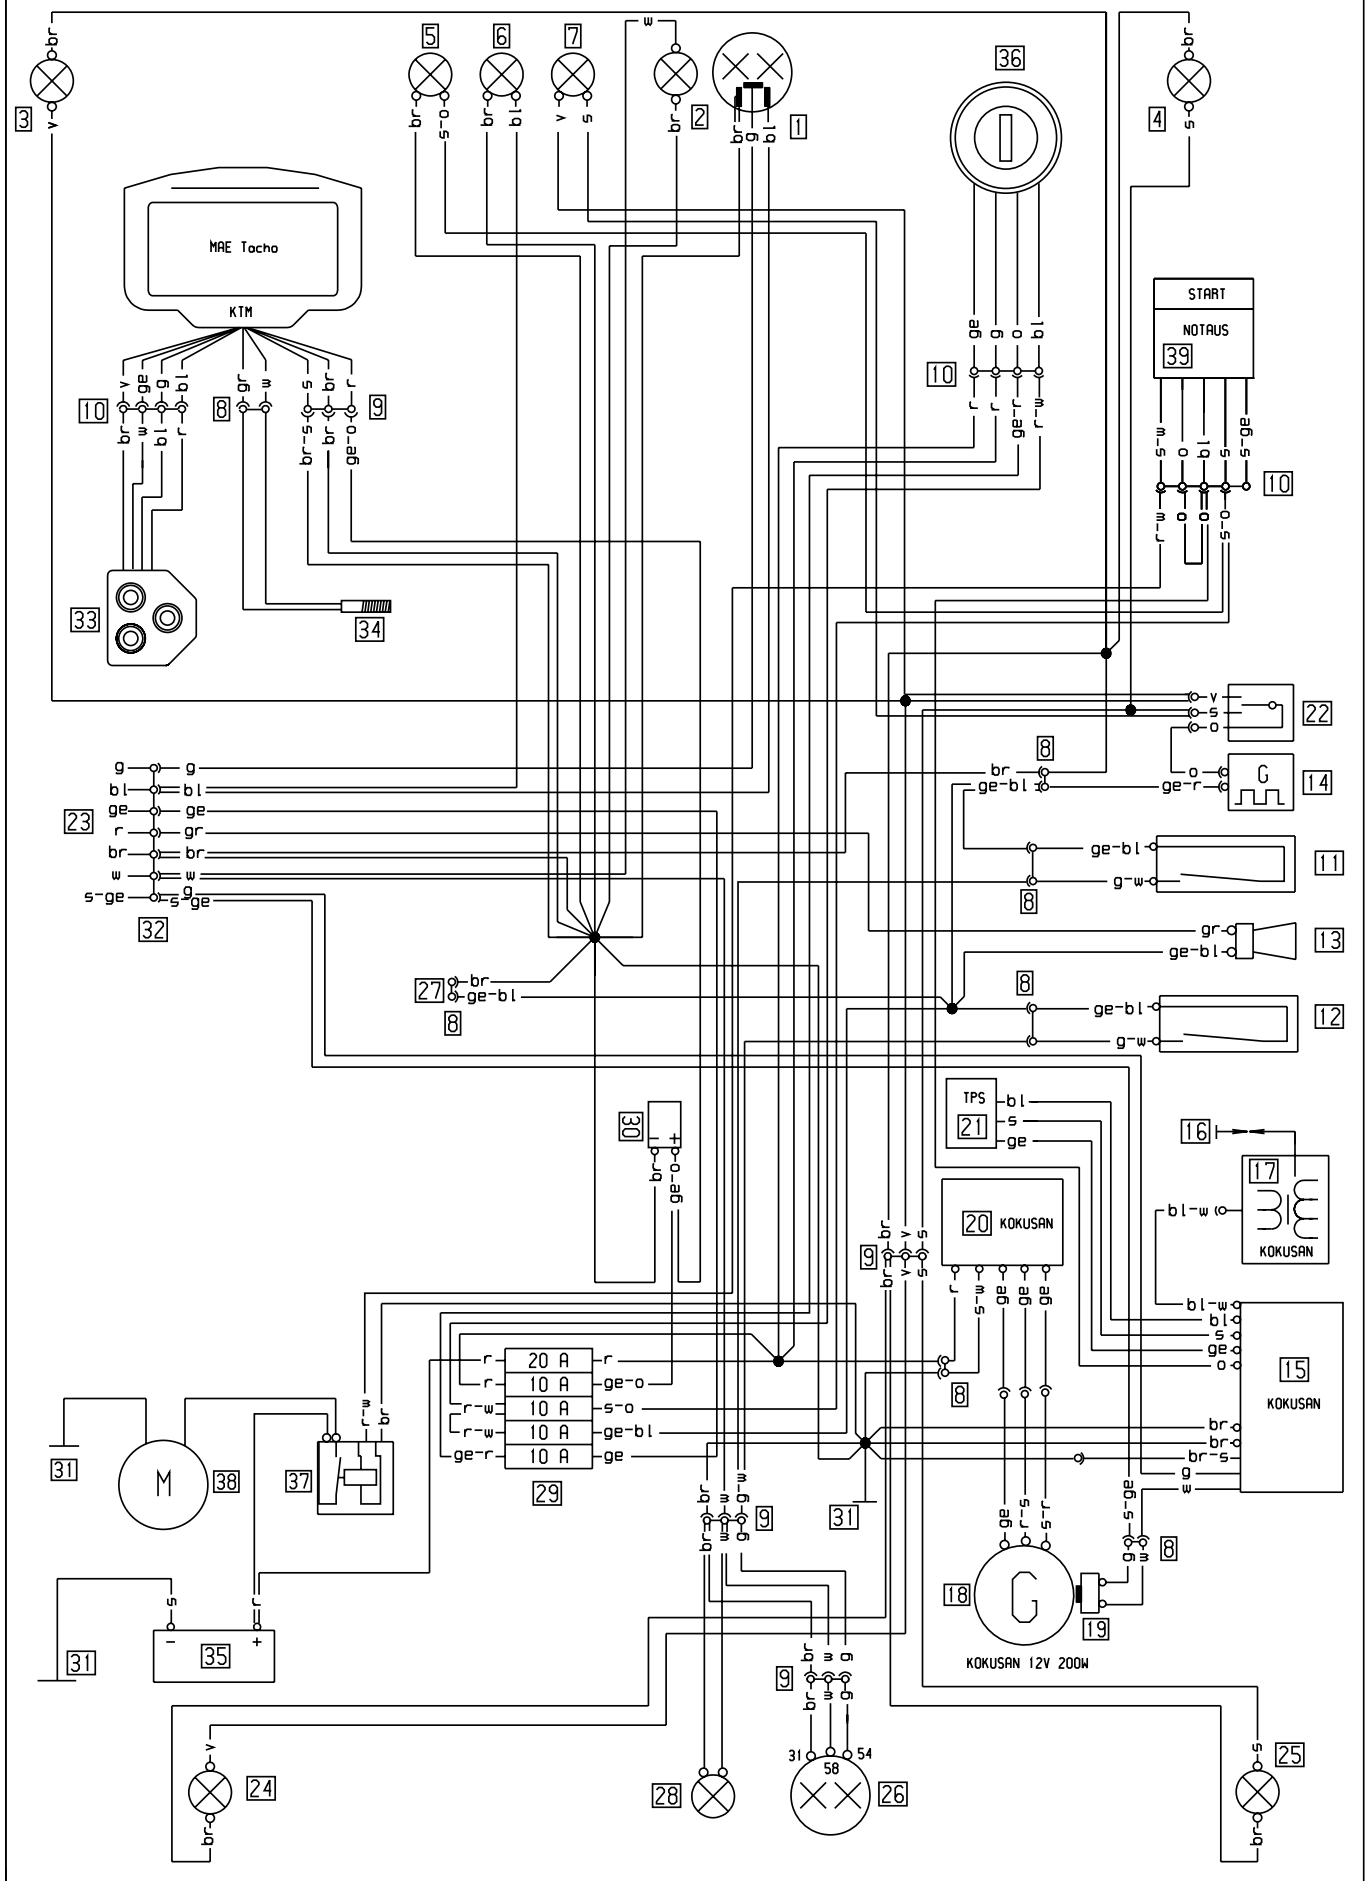 w
br
5
6
7
36
br
3
v
br
s-o
br
bl
v
s
br
2
br
g
bl
1
4
s
MAE Tacho
KTM
START
NOTAUS
39
v
ge
g
bl
gr
w
s
br
r
10
8
9
br
w
bl
r
br-s
br
ge-o
ge
g
o
bl
10
r
r
ge-r
w-r
w-s
o
bl
s
s-ge
10
r-w
o
o
s-o
33
34
v
s
o
22
8
g
g
br
o
G
14
bl
bl
ge-bl
ge-r
ge
ge
23
r
gr
br
br
ge-bl
11
w
w
g-w
s-ge
g
s-ge
8
32
gr
13
ge-bl
27
br
ge-bl
8
8
ge-bl
12
g-w
30
- +
br
ge-o
TPS
21
bl
s
ge
16
17
bl-w
KOKUSAN
20 KOKUSAN
br
v
s
9
br
v
s
r
w-s
ge
ge
ge
bl-w
bl
s
ge
o
15
KOKUSAN
br
br
br-s
g
w
r
20 A
r
r
10 A
ge-o
r-w
10 A
s-o
r-w
10 A
ge-bl
ge-r
10 A
ge
29
8
r-w
br
31
M
38
37
br
w
g-w
9
br
w
g
31
ge
s-r
r-s
s-ge
8
g
w
18
G
19
KOKUSAN 12V 200W
s
r
- +
35
31
br
w
g
9
br
w
g
31
58
54
26
28
v
24
br
s
25
br